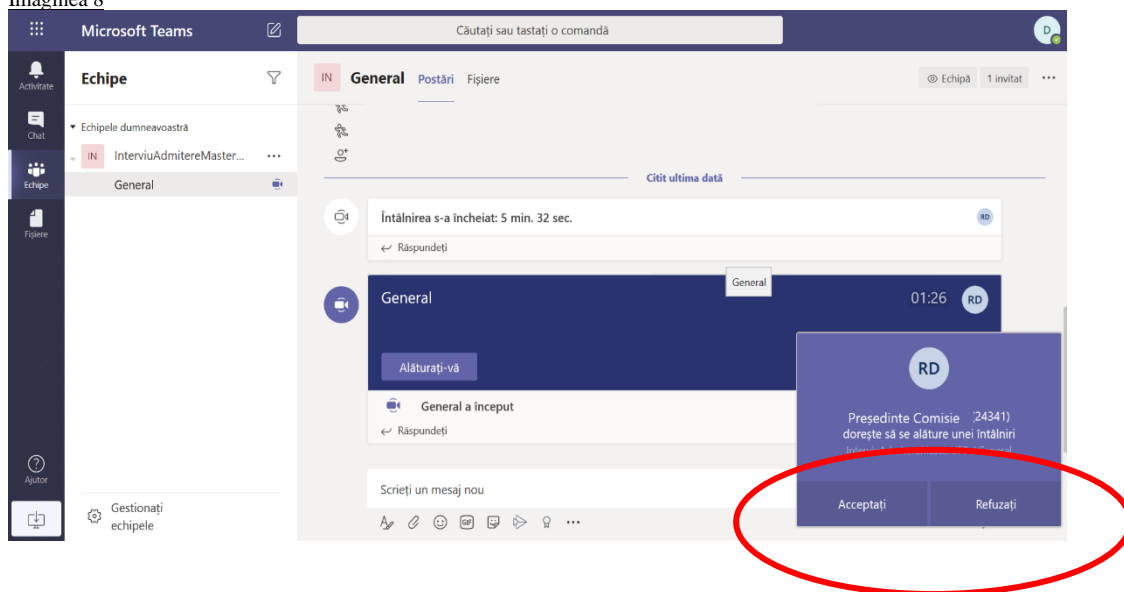 Imaginea 8
Microsoft Teams
Căutați sau tastați o comandă
D
Activitate
Chat
Echipe
Fișiere
Ajutor
Echipe
Echipele dumneavoastră
IN InterviuAdmitereMaster... ...
General
Gestionați
echipele
IN General Postări Fișiere
Echipă 1 invitat ...
Citit ultima dată
Întâlnirea s-a încheiat: 5 min. 32 sec. RD
Răspundeți
General
General 01:26 RD
Alăturați-vă
General a început
Răspundeți
Scrieți un mesaj nou
GIF ...
RD
Președinte Comisie 24341)
dorește să se alăture unei întâlniri
Acceptați Refuzați